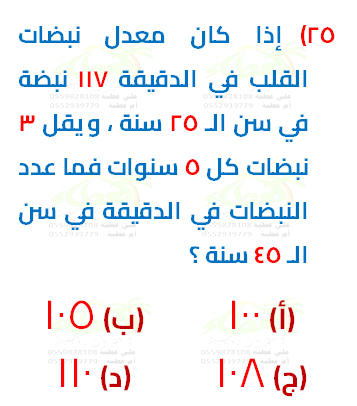 ٢٥) إذا كان معدل نبضات
القلب في الدقيقة ١١٧ نبضة
في سن الـ ٢٥ سنة ، ويقل ٣
نبضات كل ٥ سنوات فما عدد
النبضات في الدقيقة في سن
الـ ٤٥ سنة ؟
(أ) ١٠٠ (ب) ١٠٥
(ج) ١٠٨ (د) ١١٠